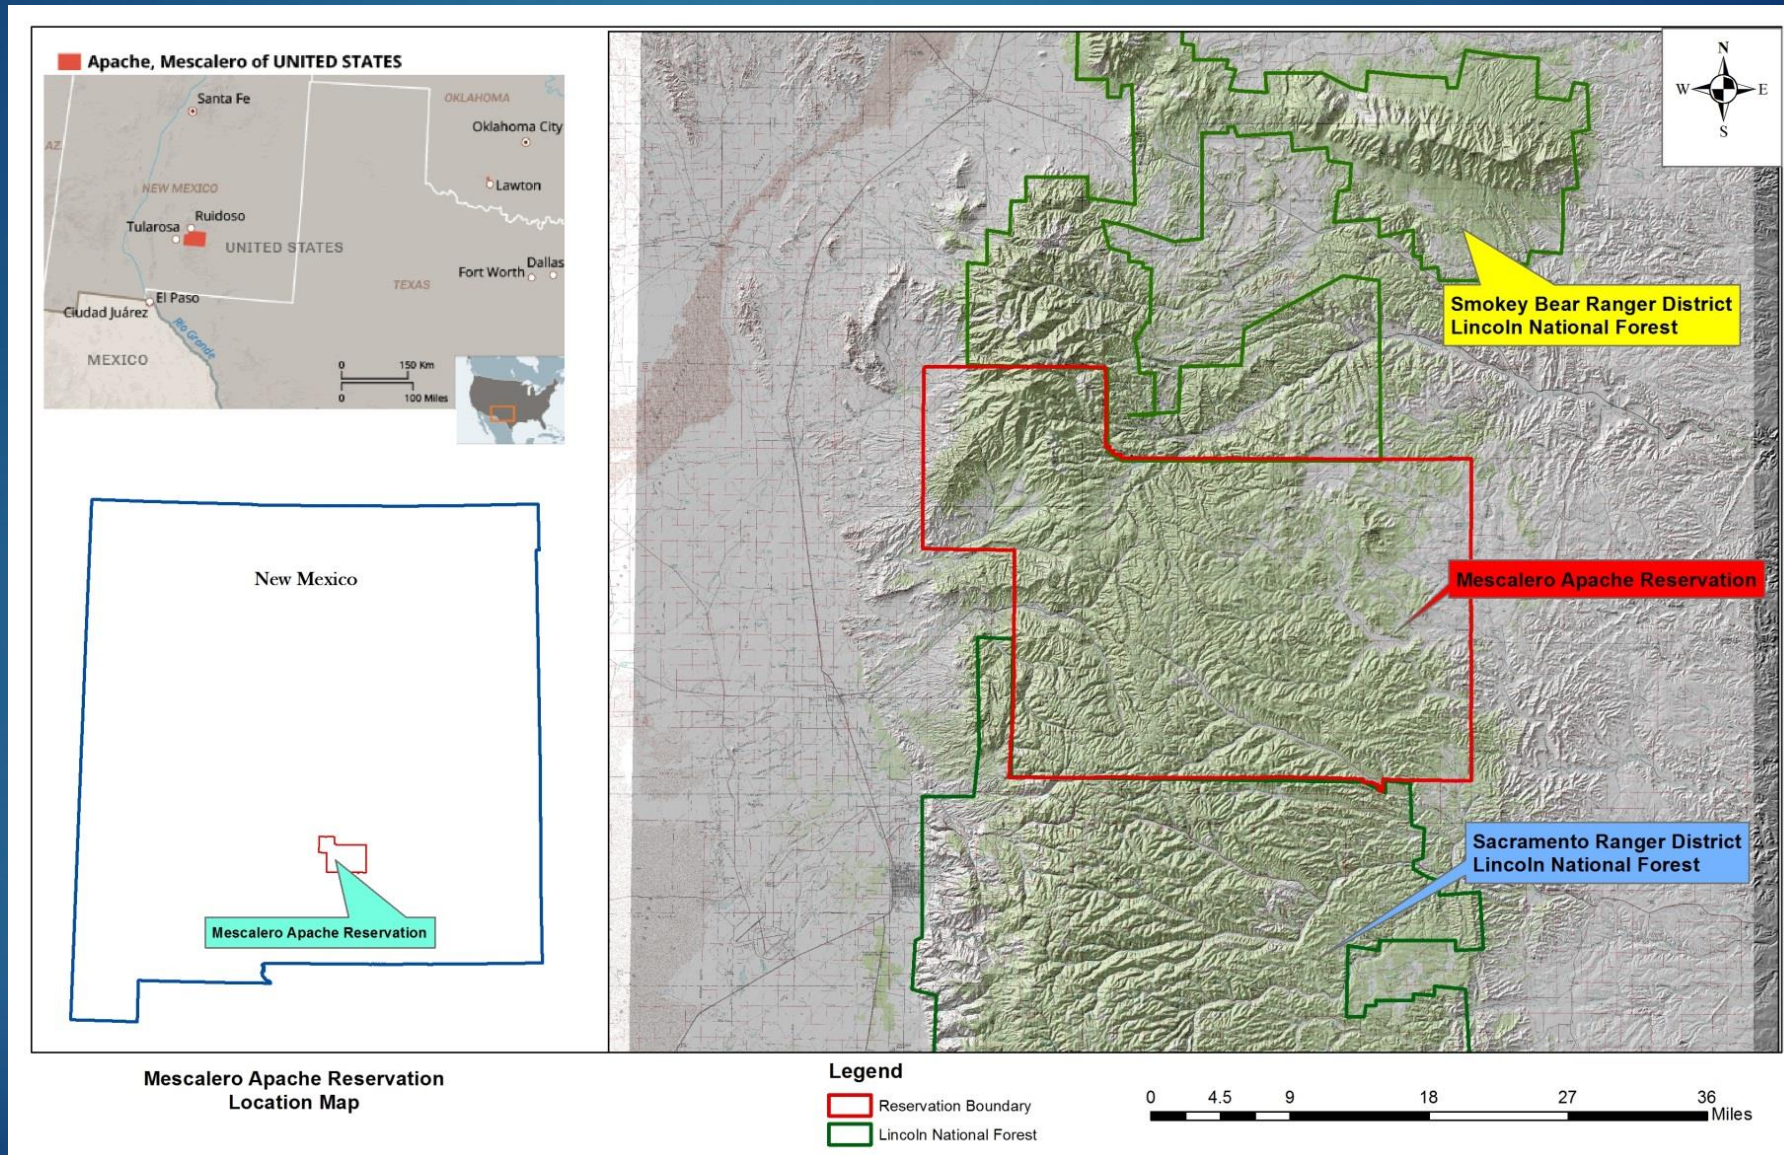 Apache, Mescalero of UNITED STATES
Santa Fe
OKLAHOMA
Oklahoma City
AZ.
Lawton
NEW MEXICO
Ruidoso
Tularosa
UNITED STATES
Dallas
Fort Worth
TEXAS
El Paso
Ciudad Juárez
Rio Grande
MEXICO
0 150 Km
0 100 Miles
New Mexico
Mescalero Apache Reservation
Mescalero Apache Reservation
Location Map
N
W E
S
Smokey Bear Ranger District
Lincoln National Forest
Mescalero Apache Reservation
Sacramento Ranger District
Lincoln National Forest
Legend
Reservation Boundary
Lincoln National Forest
0 4.5 9 18 27 36
Miles